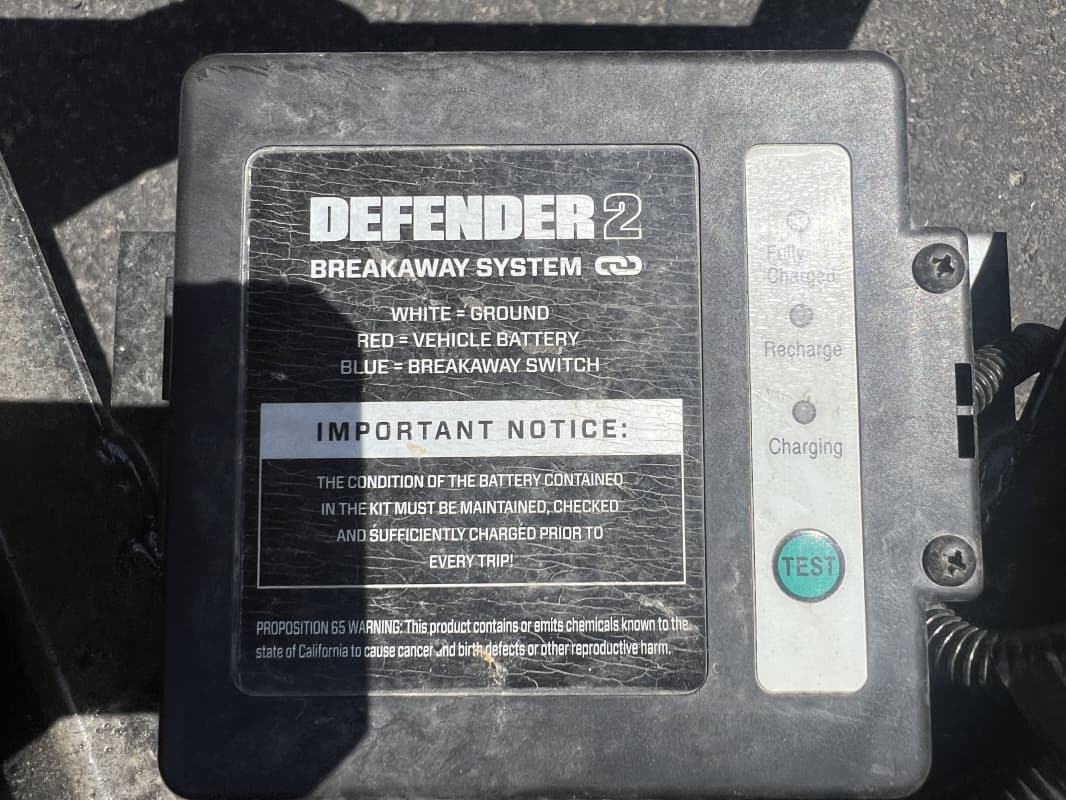 DEFENDER 2
BREAKAWAY SYSTEM
WHITE = GROUND
RED = VEHICLE BATTERY
BLUE = BREAKAWAY SWITCH
IMPORTANT NOTICE:
THE CONDITION OF THE BATTERY CONTAINED
IN THE KIT MUST BE MAINTAINED, CHECKED
AND SUFFICIENTLY CHARGED PRIOR TO
EVERY TRIP!
PROPOSITION 65 WARNING: This product contains or emits chemicals known to the
state of California to cause cancer and birth defects or other reproductive harm.
Fully
Charged
Recharge
Charging
TEST